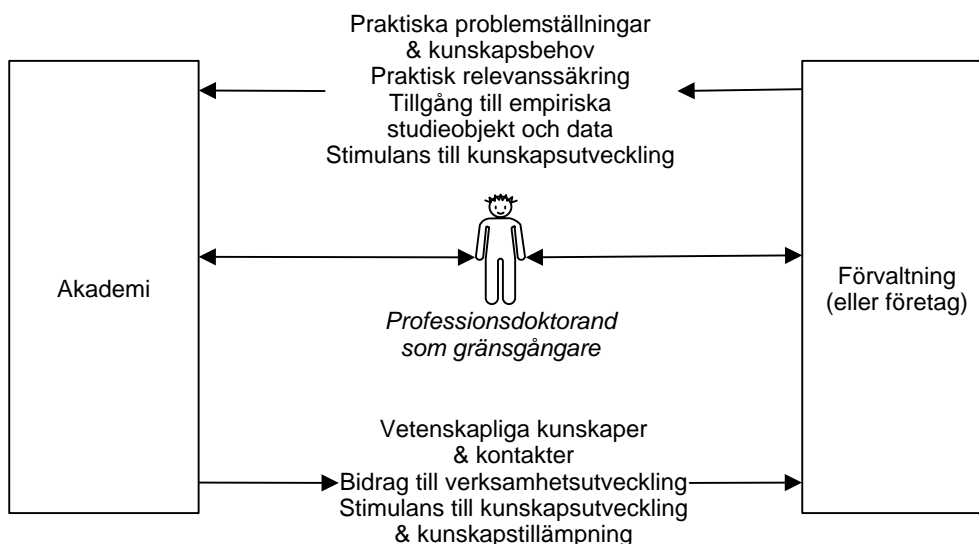 Praktiska problemställningar
& kunskapsbehov
Praktisk relevanssäkring
Tillgång till empiriska
studieobjekt och data
Stimulans till kunskapsutveckling
Akademi
Professionsdoktorand
som gränsgångare
Förvaltning
(eller företag)
Vetenskapliga kunskaper
& kontakter
Bidrag till verksamhetsutveckling
Stimulans till kunskapsutveckling
& kunskapstillämpning